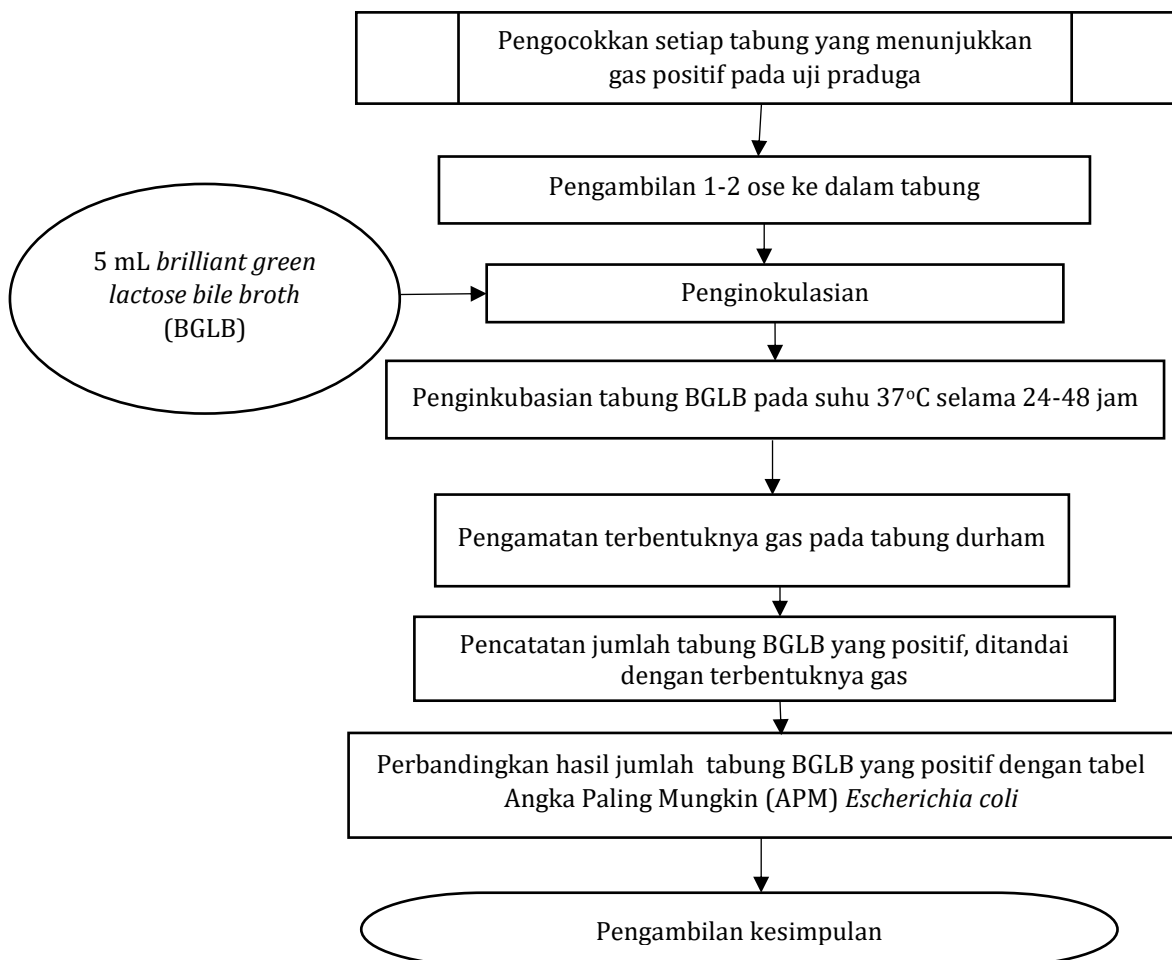 Pengocokkan setiap tabung yang menunjukkan
gas positif pada uji praduga
Pengambilan 1-2 ose ke dalam tabung
5 mL brilliant green
lactose bile broth
(BGLB)
Penginokulasian
Penginkubasian tabung BGLB pada suhu 37°C selama 24-48 jam
Pengamatan terbentuknya gas pada tabung durham
Pencatatan jumlah tabung BGLB yang positif, ditandai
dengan terbentuknya gas
Perbandingkan hasil jumlah tabung BGLB yang positif dengan tabel
Angka Paling Mungkin (APM) Escherichia coli
Pengambilan kesimpulan